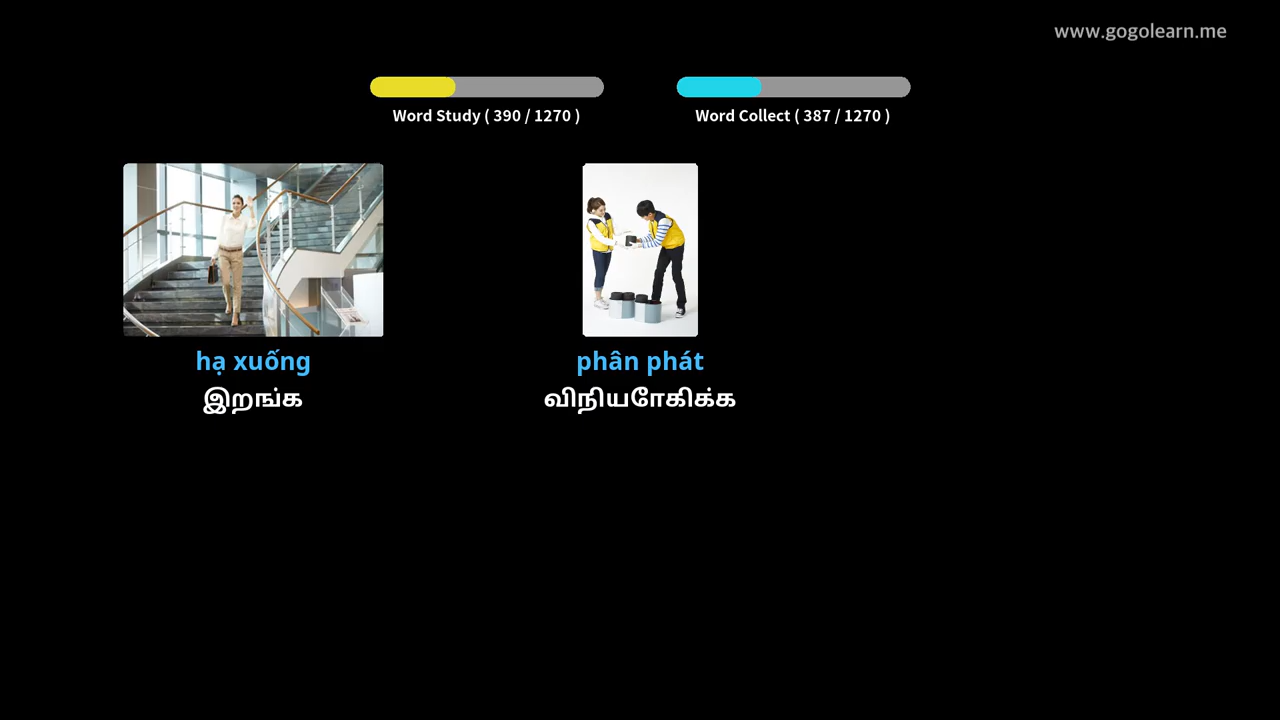 www.gogolearn.me
Word Study ( 390 / 1270 )
Word Collect ( 387 / 1270 )
hạ xuống
இறங்க
phân phát
விநியோகிக்க